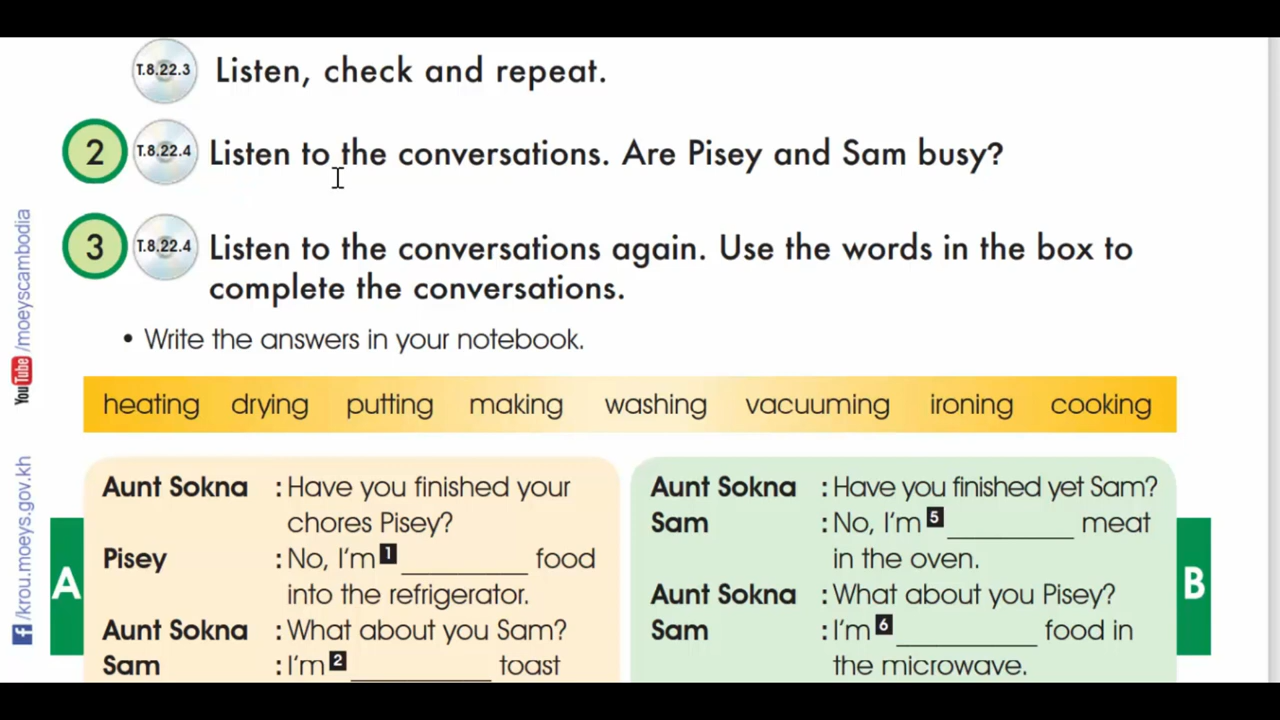 T.8.22.3 Listen, check and repeat.
2 T.8.22.4 Listen to the conversations. Are Pisey and Sam busy?
3 T.8.22.4 Listen to the conversations again. Use the words in the box to
complete the conversations.
• Write the answers in your notebook.
heating drying putting making washing vacuuming ironing cooking
A
Aunt Sokna : Have you finished your
chores Pisey?
Pisey : No, I'm 1 ________ food
into the refrigerator.
Aunt Sokna : What about you Sam?
Sam : I'm 2 ________ toast
B
Aunt Sokna : Have you finished yet Sam?
Sam : No, I'm 5 ________ meat
in the oven.
Aunt Sokna : What about you Pisey?
Sam : I'm 6 ________ food in
the microwave.
YouTube /moeyscambodia
f /krou.moeys.gov.kh